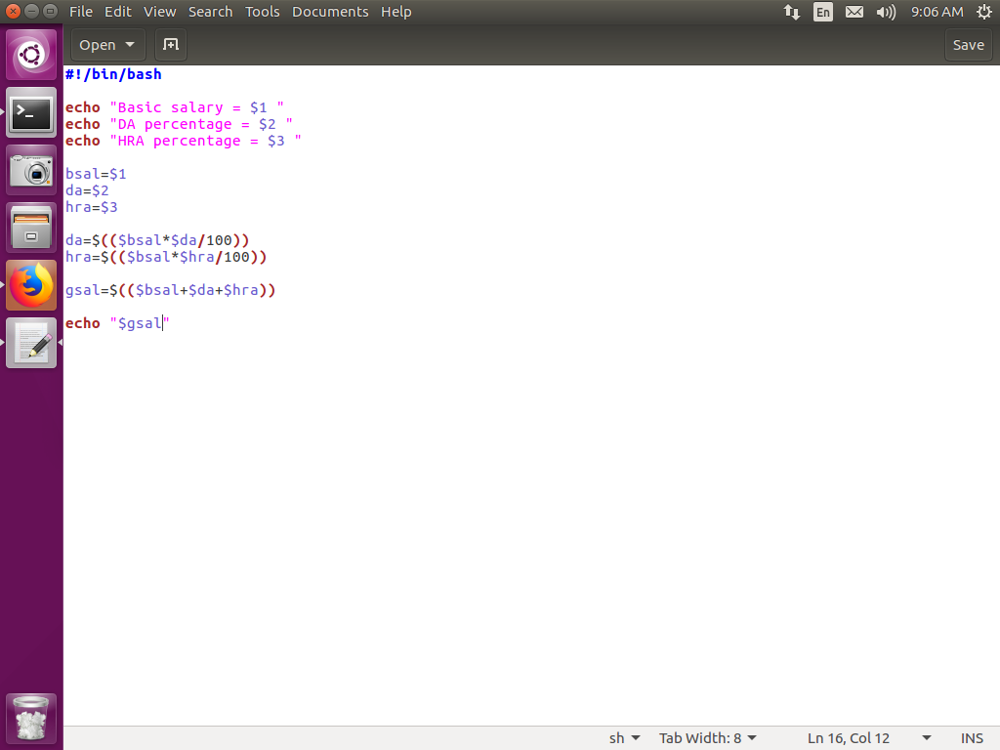 File Edit View Search Tools Documents Help En 9:06 AM
Open Save
#!/bin/bash
echo "Basic salary = $1 "
echo "DA percentage = $2 "
echo "HRA percentage = $3 "
bsal=$1
da=$2
hra=$3
da=$(($bsal*$da/100))
hra=$(($bsal*$hra/100))
gsal=$(($bsal+$da+$hra))
echo "$gsal"
sh Tab Width: 8 Ln 16, Col 12 INS